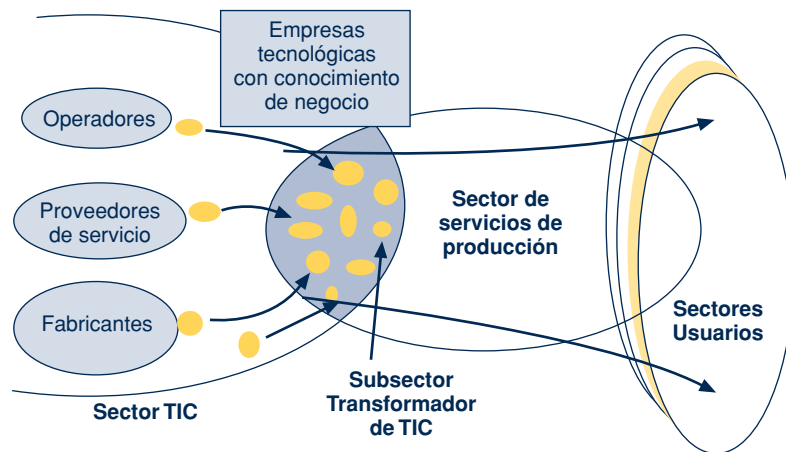 Empresas
tecnológicas
con conocimiento
de negocio
Operadores
Proveedores
de servicio
Fabricantes
Sector de
servicios de
producción
Sectores
Usuarios
Subsector
Transformador
de TIC
Sector TIC